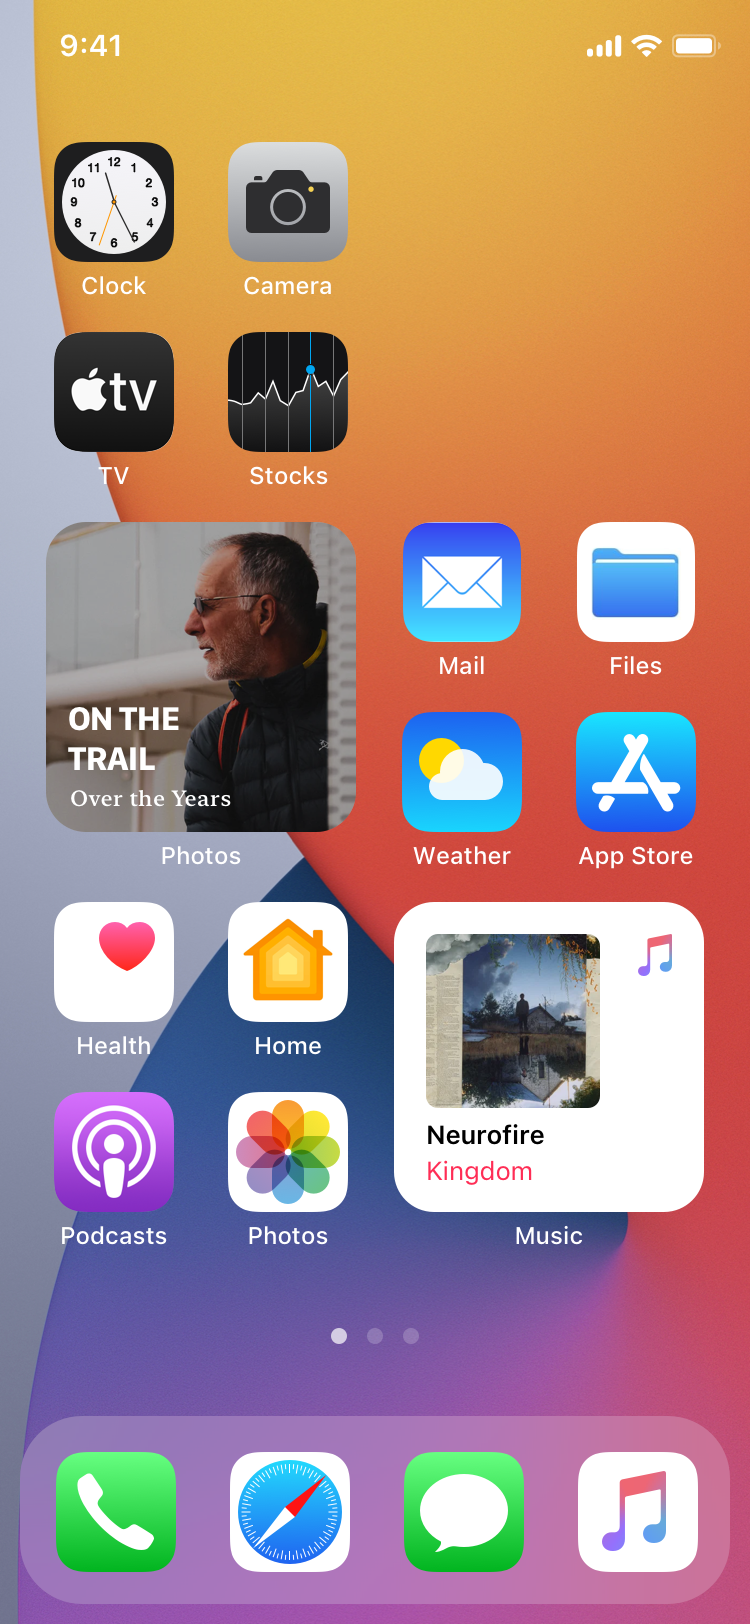 9:41
12
11 1
10 2
9 3
8 4
7 5
6
Clock Camera
tv
TV Stocks
ON THE
TRAIL
Over the Years
Mail Files
Photos Weather App Store
Health Home
Neurofire
Kingdom
Podcasts Photos Music